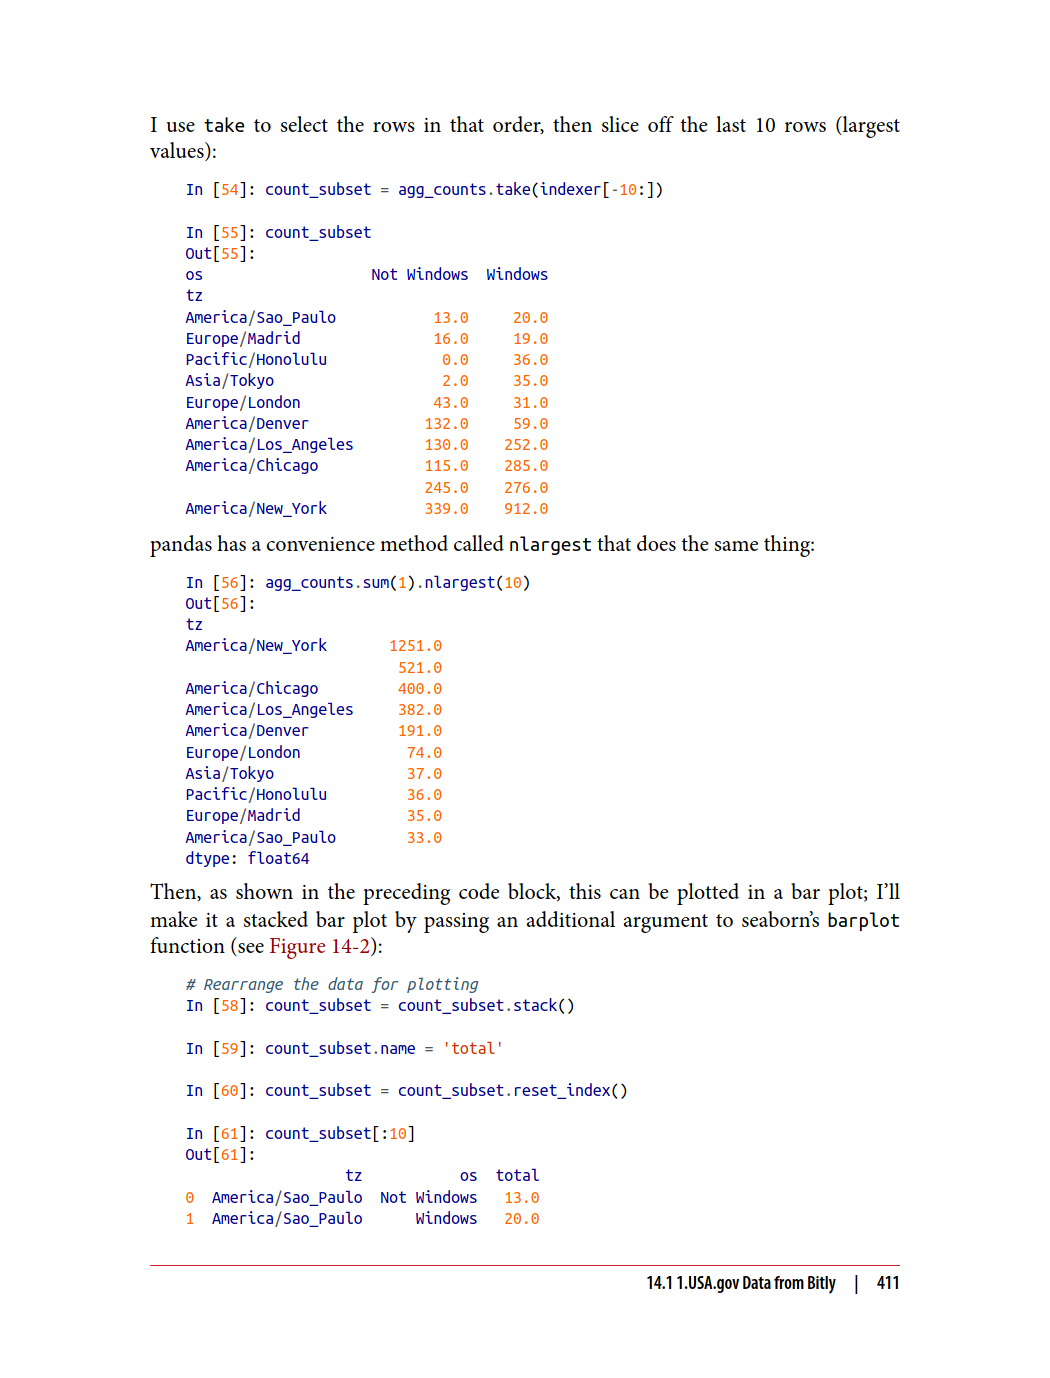 I use take to select the rows in that order, then slice off the last 10 rows (largest
values):
In [54]: count_subset = agg_counts.take(indexer[-10:])
In [55]: count_subset
Out[55]:
os                   Not Windows  Windows
tz
America/Sao_Paulo           13.0     20.0
Europe/Madrid               16.0     19.0
Pacific/Honolulu             0.0     36.0
Asia/Tokyo                   2.0     35.0
Europe/London               43.0     31.0
America/Denver             132.0     59.0
America/Los_Angeles        130.0    252.0
America/Chicago            115.0    285.0
                           245.0    276.0
America/New_York           339.0    912.0
pandas has a convenience method called nlargest that does the same thing:
In [56]: agg_counts.sum(1).nlargest(10)
Out[56]:
tz
America/New_York       1251.0
                        521.0
America/Chicago         400.0
America/Los_Angeles     382.0
America/Denver          191.0
Europe/London            74.0
Asia/Tokyo               37.0
Pacific/Honolulu         36.0
Europe/Madrid            35.0
America/Sao_Paulo        33.0
dtype: float64
Then, as shown in the preceding code block, this can be plotted in a bar plot; I’ll
make it a stacked bar plot by passing an additional argument to seaborn’s barplot
function (see Figure 14-2):
# Rearrange the data for plotting
In [58]: count_subset = count_subset.stack()
In [59]: count_subset.name = 'total'
In [60]: count_subset = count_subset.reset_index()
In [61]: count_subset[:10]
Out[61]:
                  tz           os  total
0  America/Sao_Paulo  Not Windows   13.0
1  America/Sao_Paulo      Windows   20.0
14.1 1.USA.gov Data from Bitly | 411